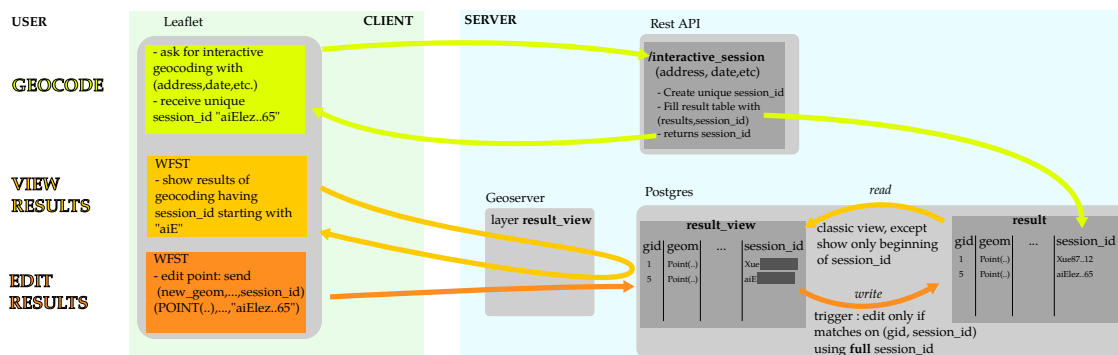 USER
Leaflet
CLIENT
SERVER
Rest API
GEOCODE
- ask for interactive
geocoding with
(address,date,etc.)
- receive unique
session_id "aiElez..65"
/interactive_session
(address, date,etc)
- Create unique session_id
- Fill result table with
(results,session_id)
- returns session_id
VIEW
RESULTS
WFST
- show results of
geocoding having
session_id starting with
"aiE"
Geoserver
layer result_view
Postgres
result_view
gid geom ... session_id
1 Point(..) Xue
5 Point(..) aiE
read
classic view, except
show only beginning
of session_id
write
trigger : edit only if
matches on (gid, session_id)
using full session_id
result
gid geom ... session_id
1 Point(..) Xue87..12
5 Point(..) aiElez..65
EDIT
RESULTS
WFST
- edit point: send
(new_geom,...,session_id)
(POINT(..),...,"aiElez..65")